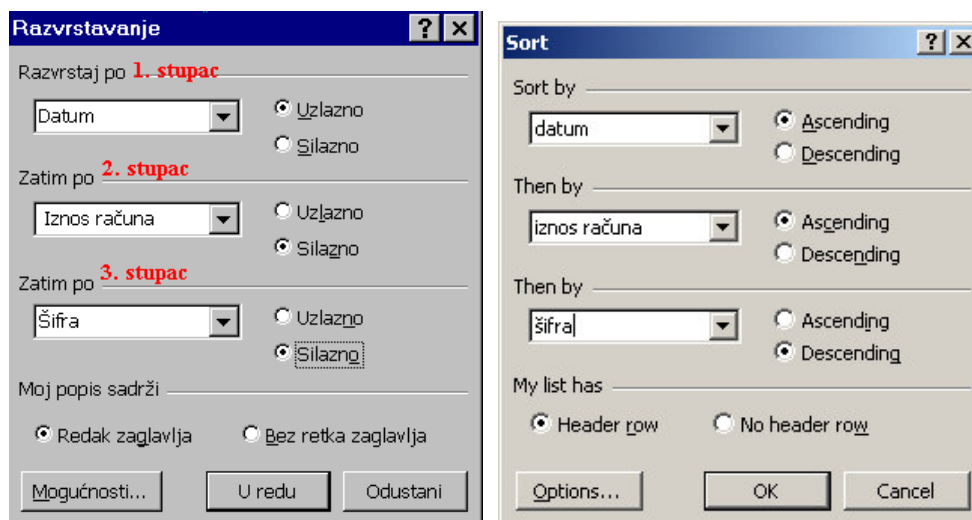 Razvrstavanje
Razvrstaj po 1. stupac
Datum
Uzlazno
Silazno
Zatim po 2. stupac
Iznos računa
Uzlazno
Silazno
Zatim po 3. stupac
Šifra
Uzlazno
Silazno
Moj popis sadrži
Redak zaglavlja Bez retka zaglavlja
Mogućnosti... U redu Odustani
Sort
Sort by
datum
Ascending
Descending
Then by
iznos računa
Ascending
Descending
Then by
šifra
Ascending
Descending
My list has
Header row No header row
Options... OK Cancel